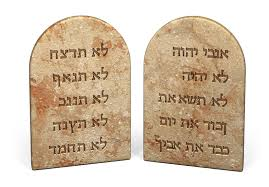 אנכי יהוה
לא יהיה
לא תשא את
זכור את יום
כבד את אביך
לא תרצח
לא תנאף
לא תגנב
לא תענה
לא תחמד